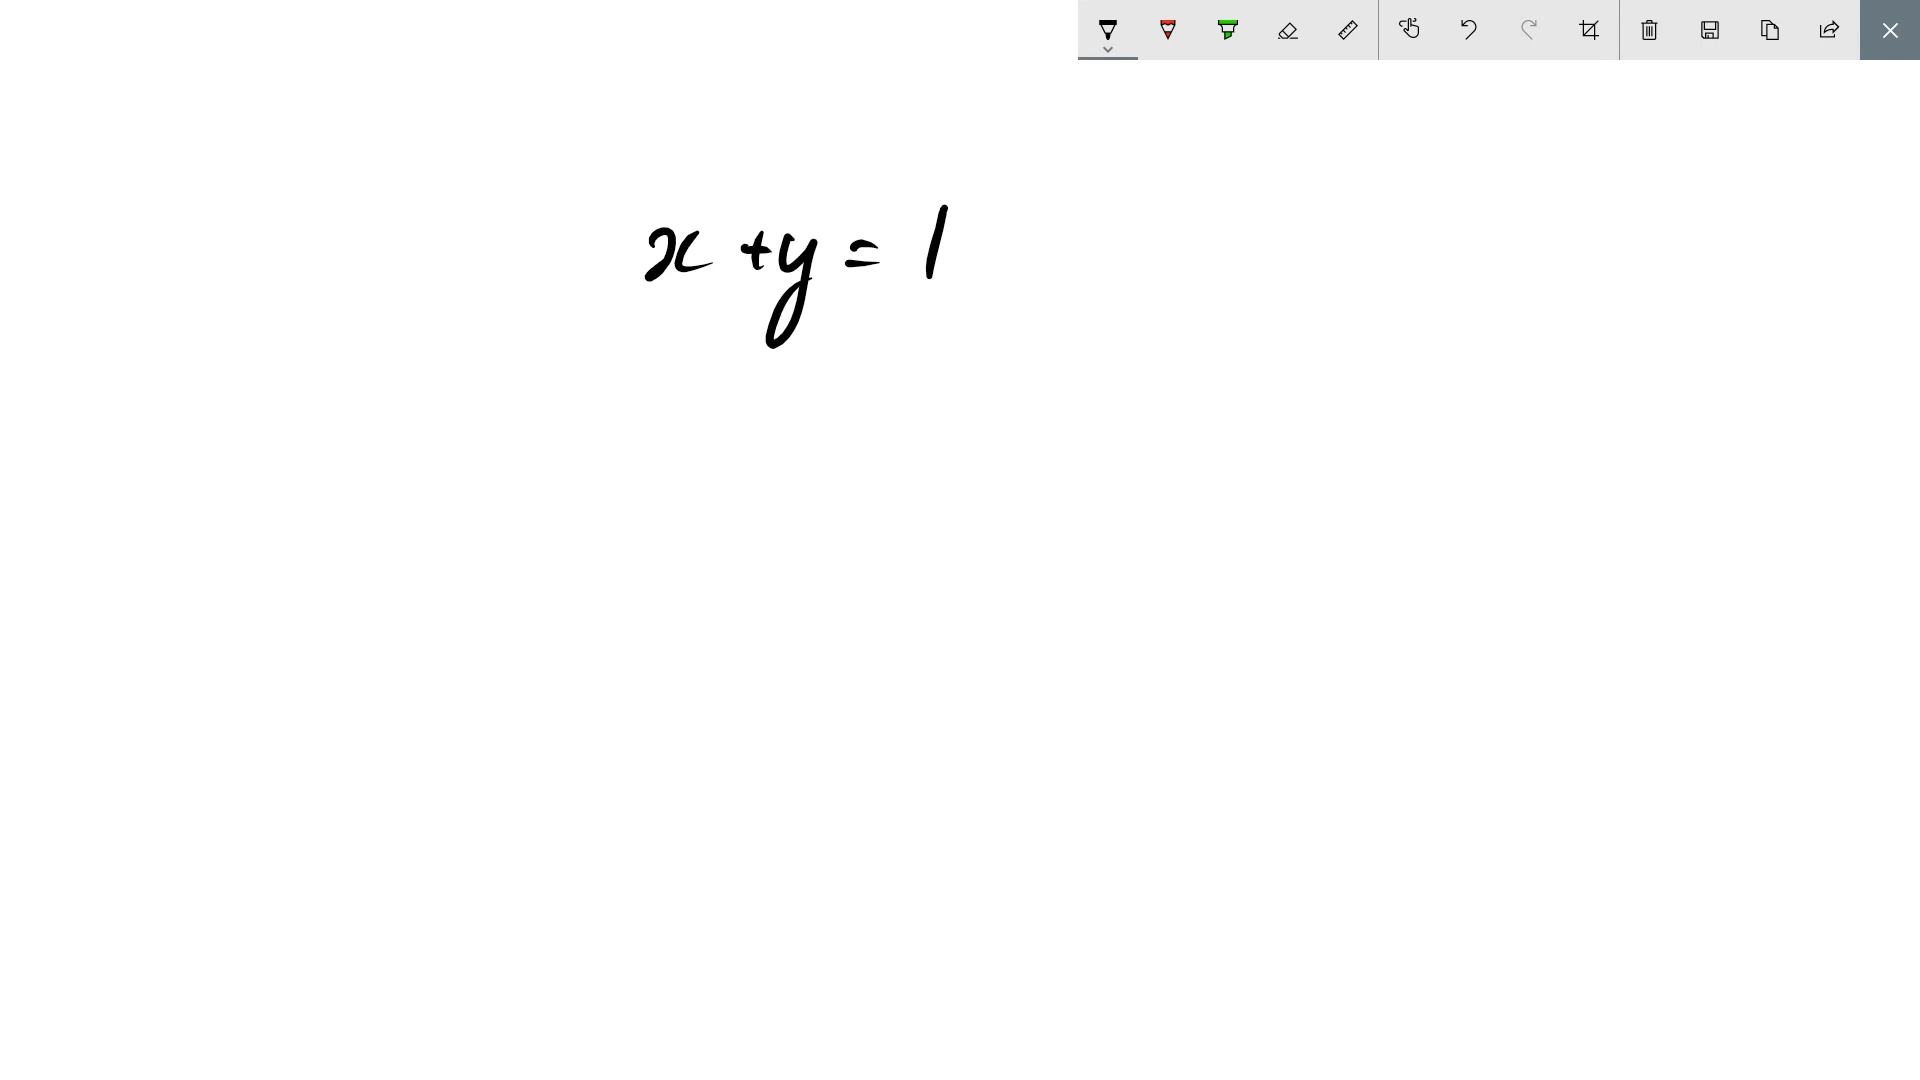 x + y = 1